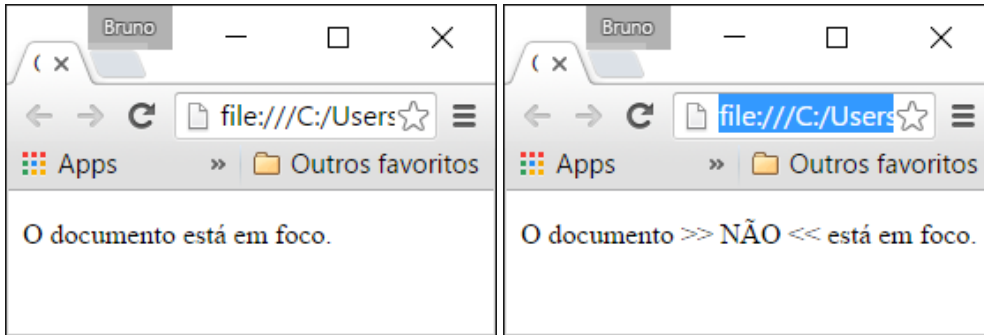 Bruno
(
file:///C:/Users
Apps » Outros favoritos
O documento está em foco.
Bruno
(
file:///C:/Users
Apps » Outros favoritos
O documento >> NÃO << está em foco.